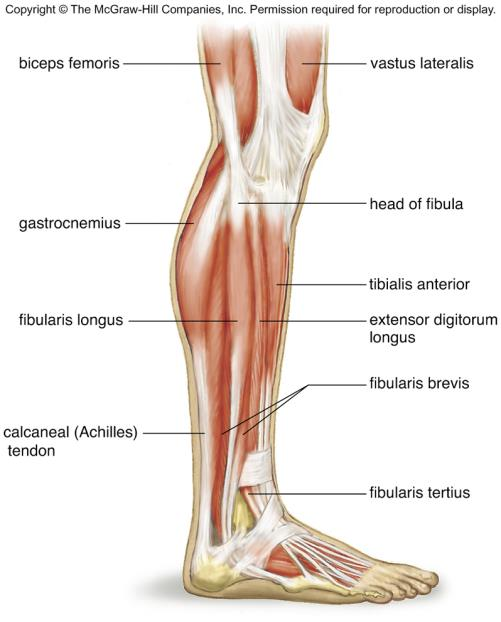 Copyright © The McGraw-Hill Companies, Inc. Permission required for reproduction or display.
biceps femoris
vastus lateralis
head of fibula
gastrocnemius
tibialis anterior
fibularis longus
extensor digitorum
longus
fibularis brevis
calcaneal (Achilles)
tendon
fibularis tertius